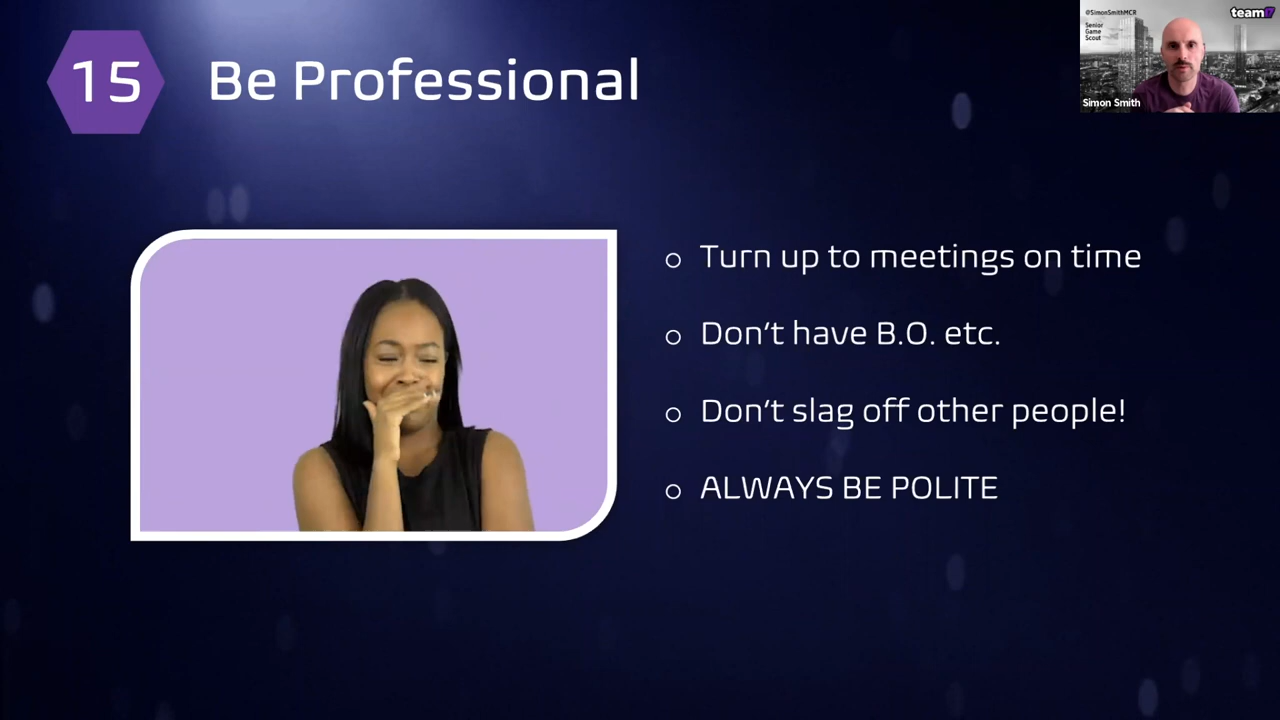 15
Be Professional
@SimonSmithMCR
team17
Senior
Game
Scout
Simon Smith
Turn up to meetings on time
Don't have B.O. etc.
Don't slag off other people!
ALWAYS BE POLITE